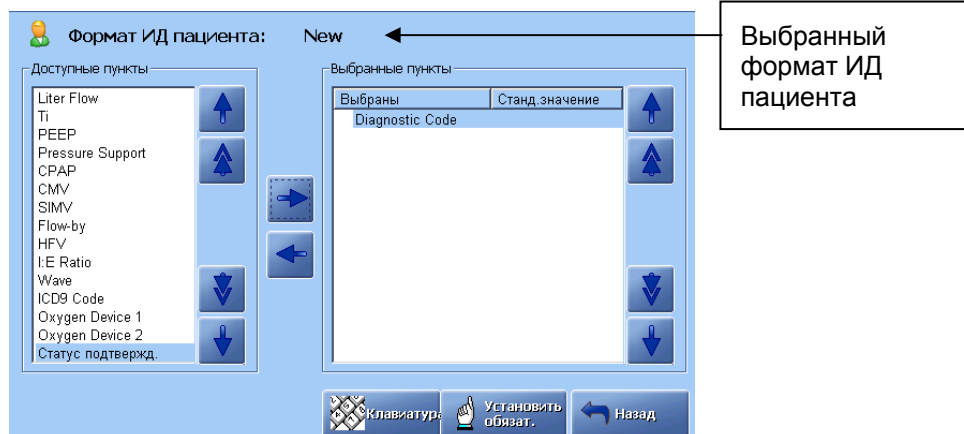 Формат ИД пациента: New
Выбранный
формат ИД
пациента
Доступные пункты
Liter Flow
Ti
PEEP
Pressure Support
CPAP
CMV
SIMV
Flow-by
HFV
I:E Ratio
Wave
ICD9 Code
Oxygen Device 1
Oxygen Device 2
Статус подтвержд.
Выбранные пункты
Выбраны Станд.значение
Diagnostic Code
Клавиатура
Установить
обязат.
Назад